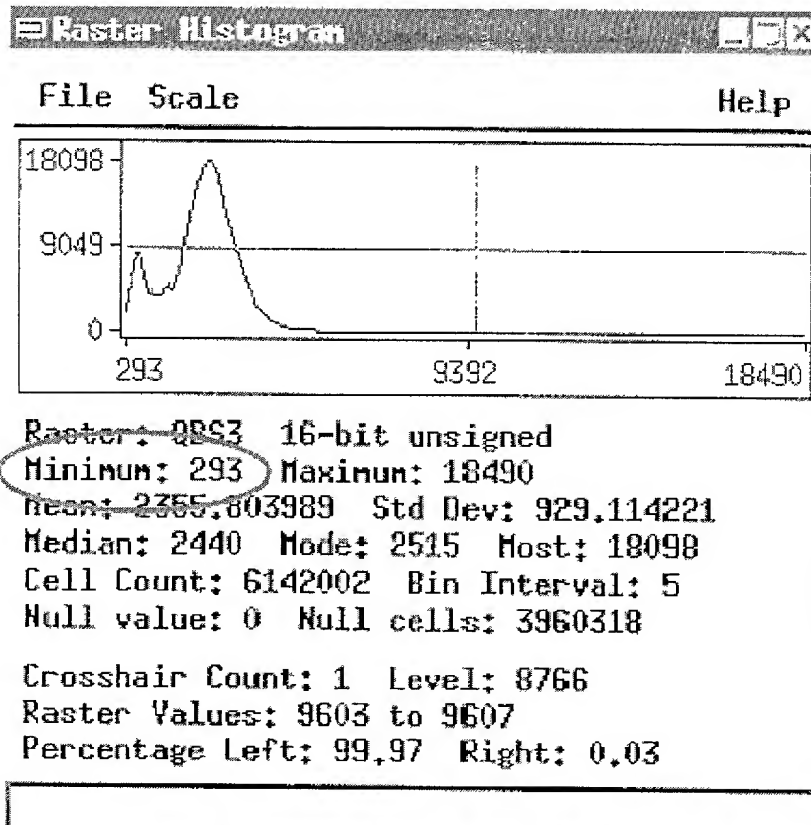 Raster Histogram
File Scale Help
18098
9049
0
293 9392 18490
Raster: QBS3 16-bit unsigned
Minimum: 293 Maximum: 18490
Mean: 2355.803989 Std Dev: 929.114221
Median: 2440 Mode: 2515 Most: 18098
Cell Count: 6142002 Bin Interval: 5
Null value: 0 Null cells: 3960318
Crosshair Count: 1 Level: 8766
Raster Values: 9603 to 9607
Percentage Left: 99.97 Right: 0.03